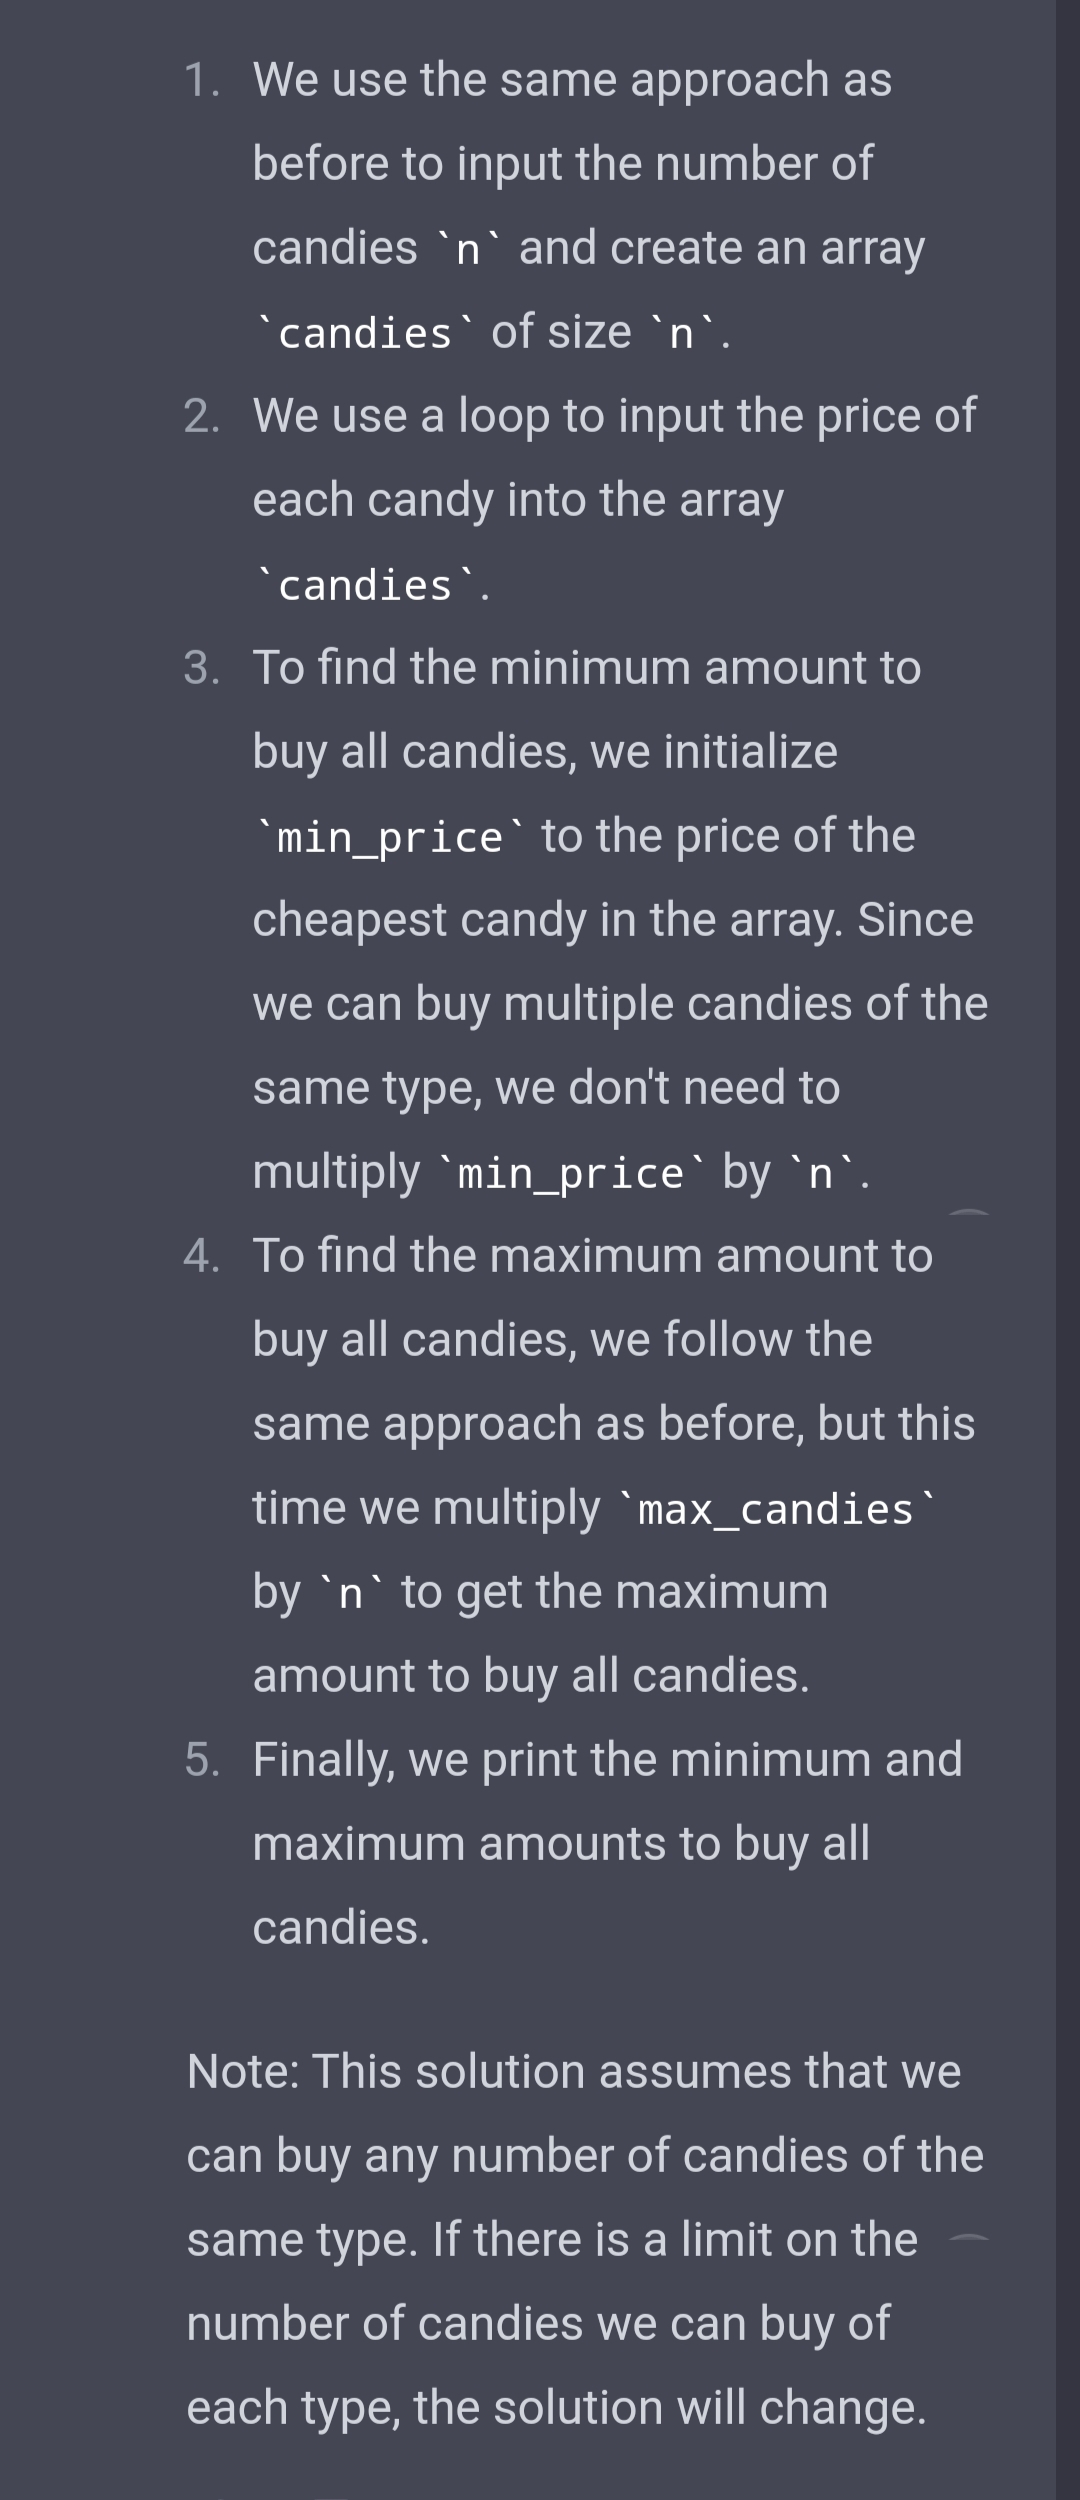 1. We use the same approach as
before to input the number of
candies `n` and create an array
`candies` of size `n`.
2. We use a loop to input the price of
each candy into the array
`candies`.
3. To find the minimum amount to
buy all candies, we initialize
`min_price` to the price of the
cheapest candy in the array. Since
we can buy multiple candies of the
same type, we don't need to
multiply `min_price` by `n`.
4. To find the maximum amount to
buy all candies, we follow the
same approach as before, but this
time we multiply `max_candies`
by `n` to get the maximum
amount to buy all candies.
5. Finally, we print the minimum and
maximum amounts to buy all
candies.
Note: This solution assumes that we
can buy any number of candies of the
same type. If there is a limit on the
number of candies we can buy of
each type, the solution will change.